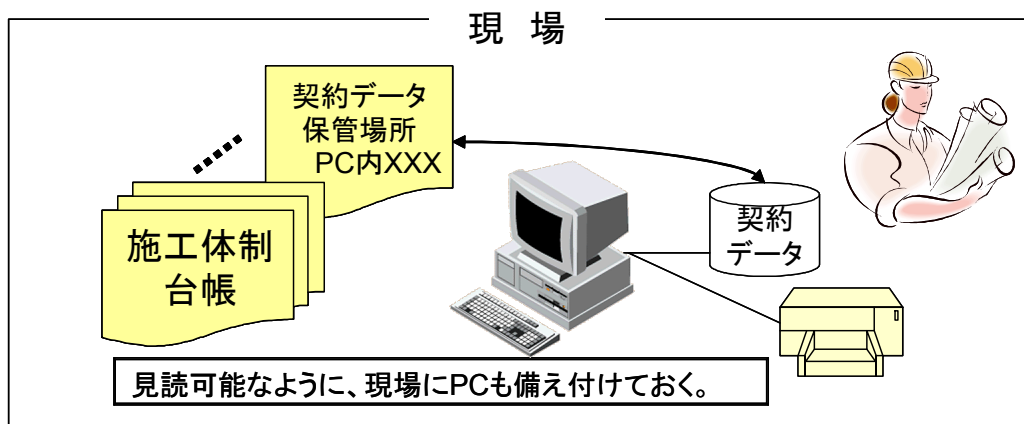 現 場
契約データ
保管場所
PC内XXX
施工体制
台帳
契約
データ
見読可能なように、現場にPCも備え付けておく。